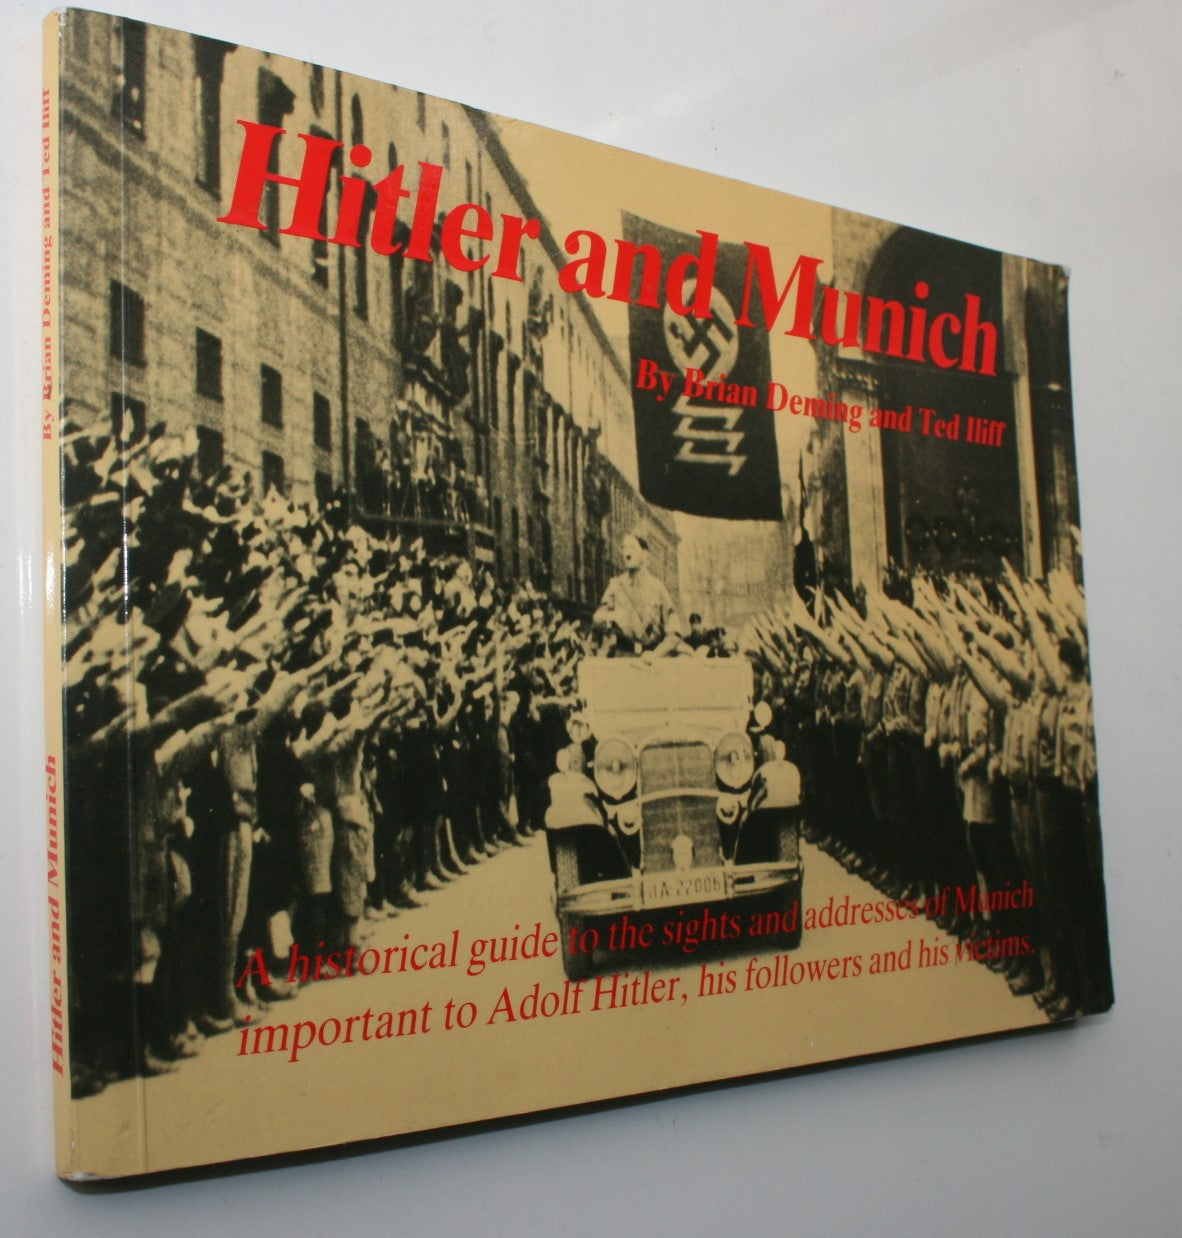 Hitler and Munich
By Brian Deming and Ted Iliff
A historical guide to the sights and addresses of Munich
important to Adolf Hitler, his followers and his victims.
By Brian Deming and Ted Iliff
Hitler and Munich
IIA-22006